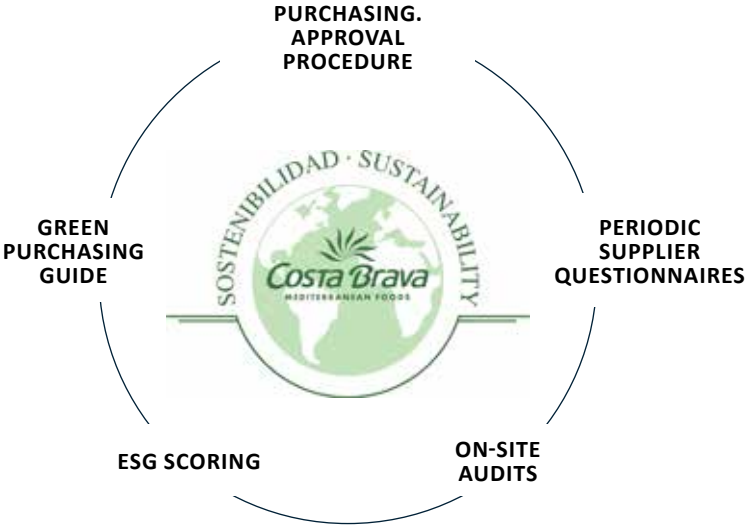 PURCHASING.
APPROVAL
PROCEDURE
SOSTENIBILIDAD · SUSTAINABILITY
GREEN
PURCHASING
GUIDE
Costa Brava
MEDITERRANEAN FOODS
PERIODIC
SUPPLIER
QUESTIONNAIRES
ESG SCORING
ON-SITE
AUDITS